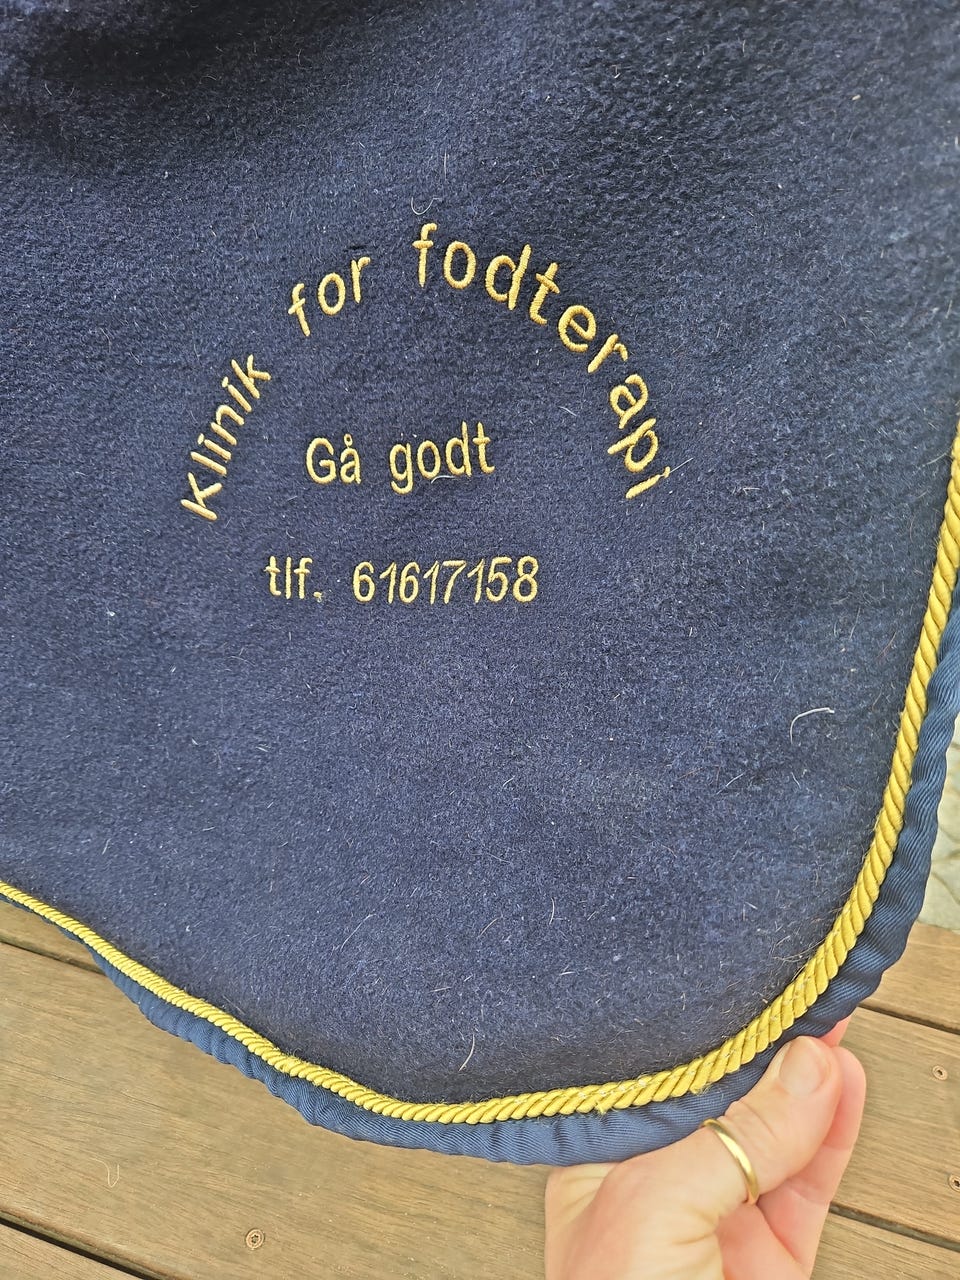 Klinik for fodterapi
Gå godt
tlf. 61617158